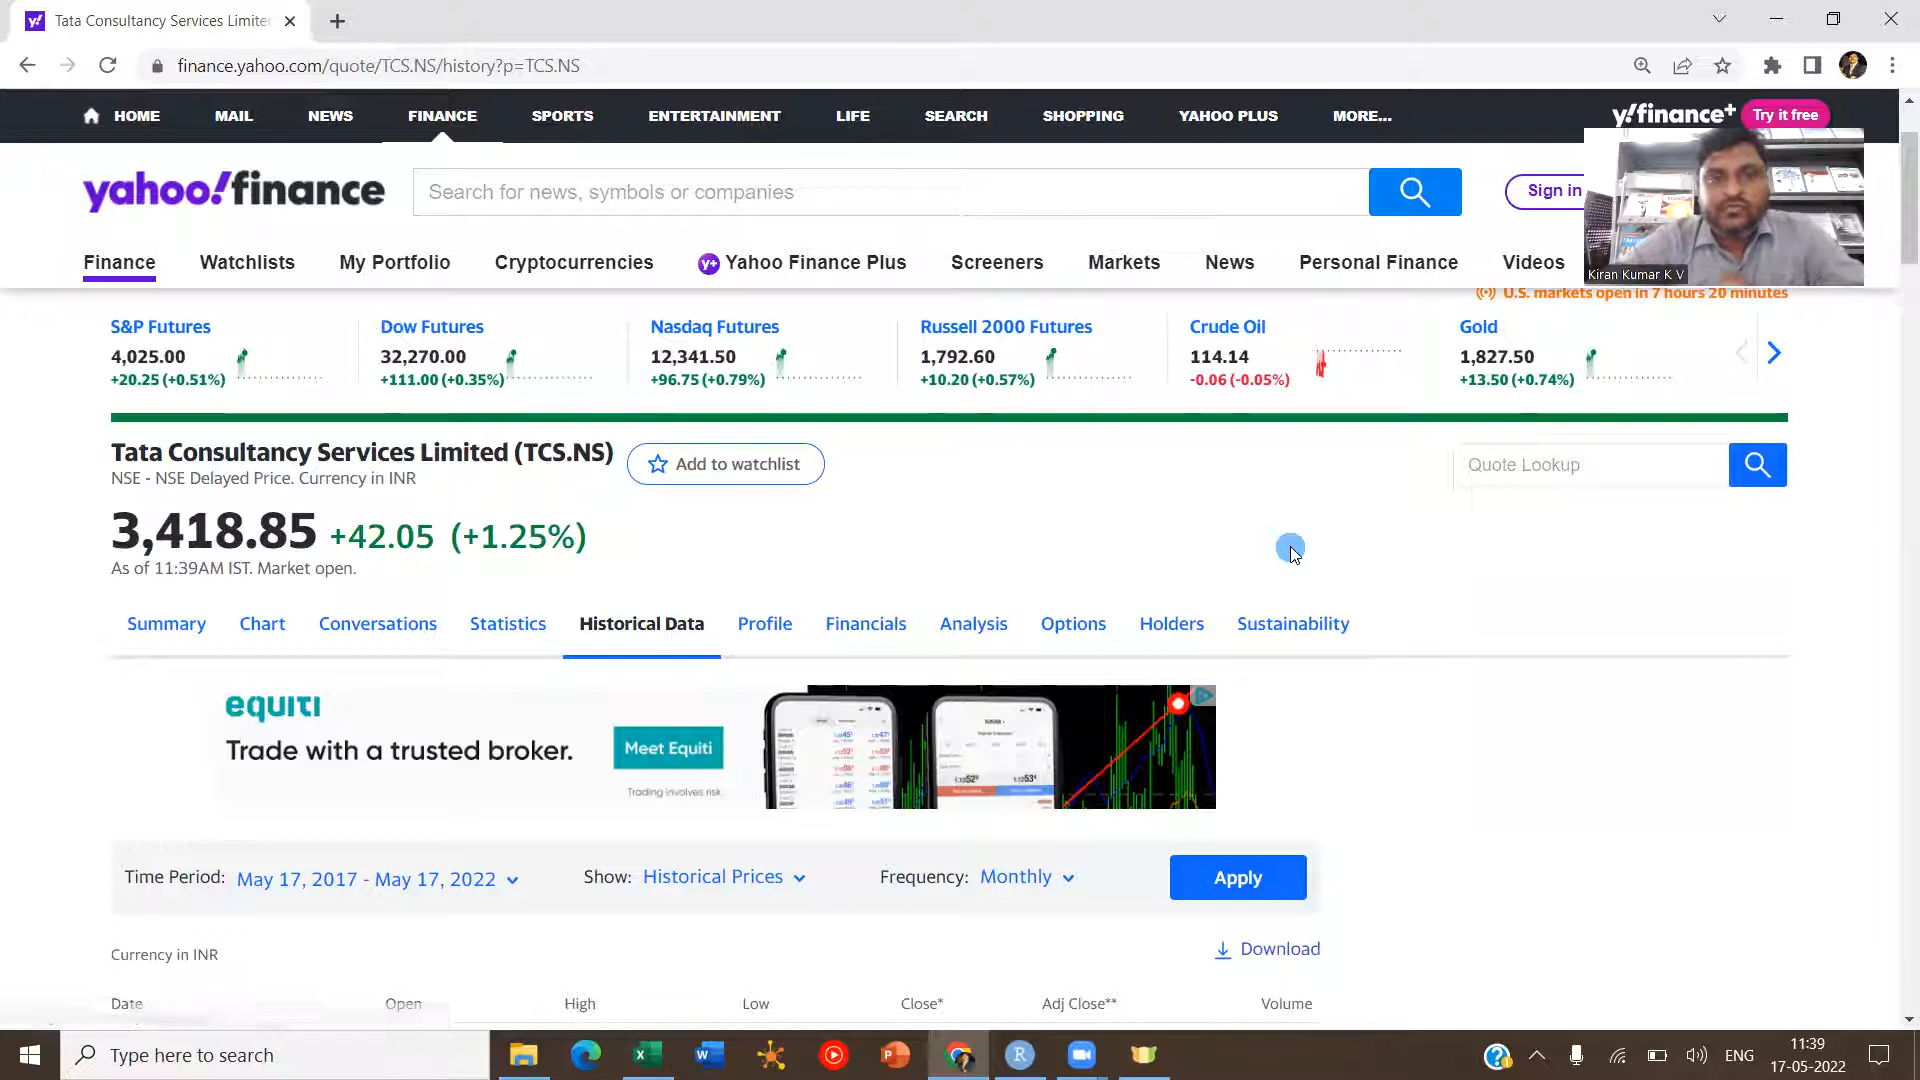 Tata Consultancy Services Limite
finance.yahoo.com/quote/TCS.NS/history?p=TCS.NS
HOME MAIL NEWS FINANCE SPORTS ENTERTAINMENT LIFE SEARCH SHOPPING YAHOO PLUS MORE...
y!finance+ Try it free
yahoo!finance
Search for news, symbols or companies
Sign in
Finance Watchlists My Portfolio Cryptocurrencies Yahoo Finance Plus Screeners Markets News Personal Finance Videos
Kiran Kumar K V
U.S. markets open in 7 hours 20 minutes
S&P Futures Dow Futures Nasdaq Futures Russell 2000 Futures Crude Oil Gold
4,025.00 32,270.00 12,341.50 1,792.60 114.14 1,827.50
+20.25 (+0.51%) +111.00 (+0.35%) +96.75 (+0.79%) +10.20 (+0.57%) -0.06 (-0.05%) +13.50 (+0.74%)
Tata Consultancy Services Limited (TCS.NS)
Add to watchlist
Quote Lookup
NSE - NSE Delayed Price. Currency in INR
3,418.85 +42.05 (+1.25%)
As of 11:39AM IST. Market open.
Summary Chart Conversations Statistics Historical Data Profile Financials Analysis Options Holders Sustainability
equiti
Trade with a trusted broker.
Meet Equiti
Trading involves risk.
Time Period: May 17, 2017 - May 17, 2022 Show: Historical Prices Frequency: Monthly Apply
Currency in INR
Download
Date Open High Low Close* Adj Close** Volume
Type here to search
ENG
11:39
17-05-2022